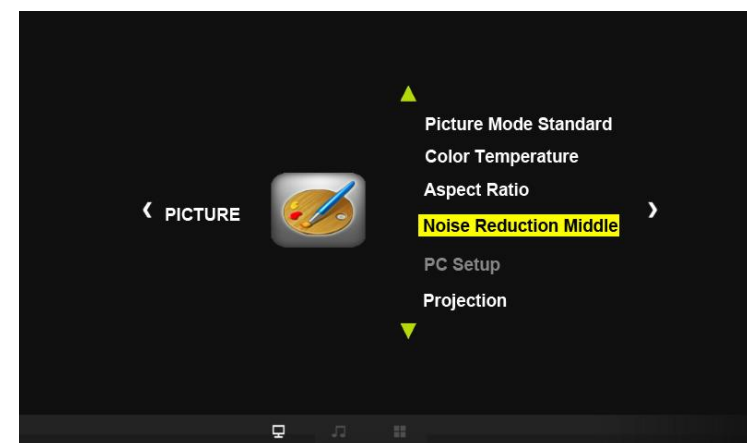 PICTURE
Picture Mode Standard
Color Temperature
Aspect Ratio
Noise Reduction Middle
PC Setup
Projection